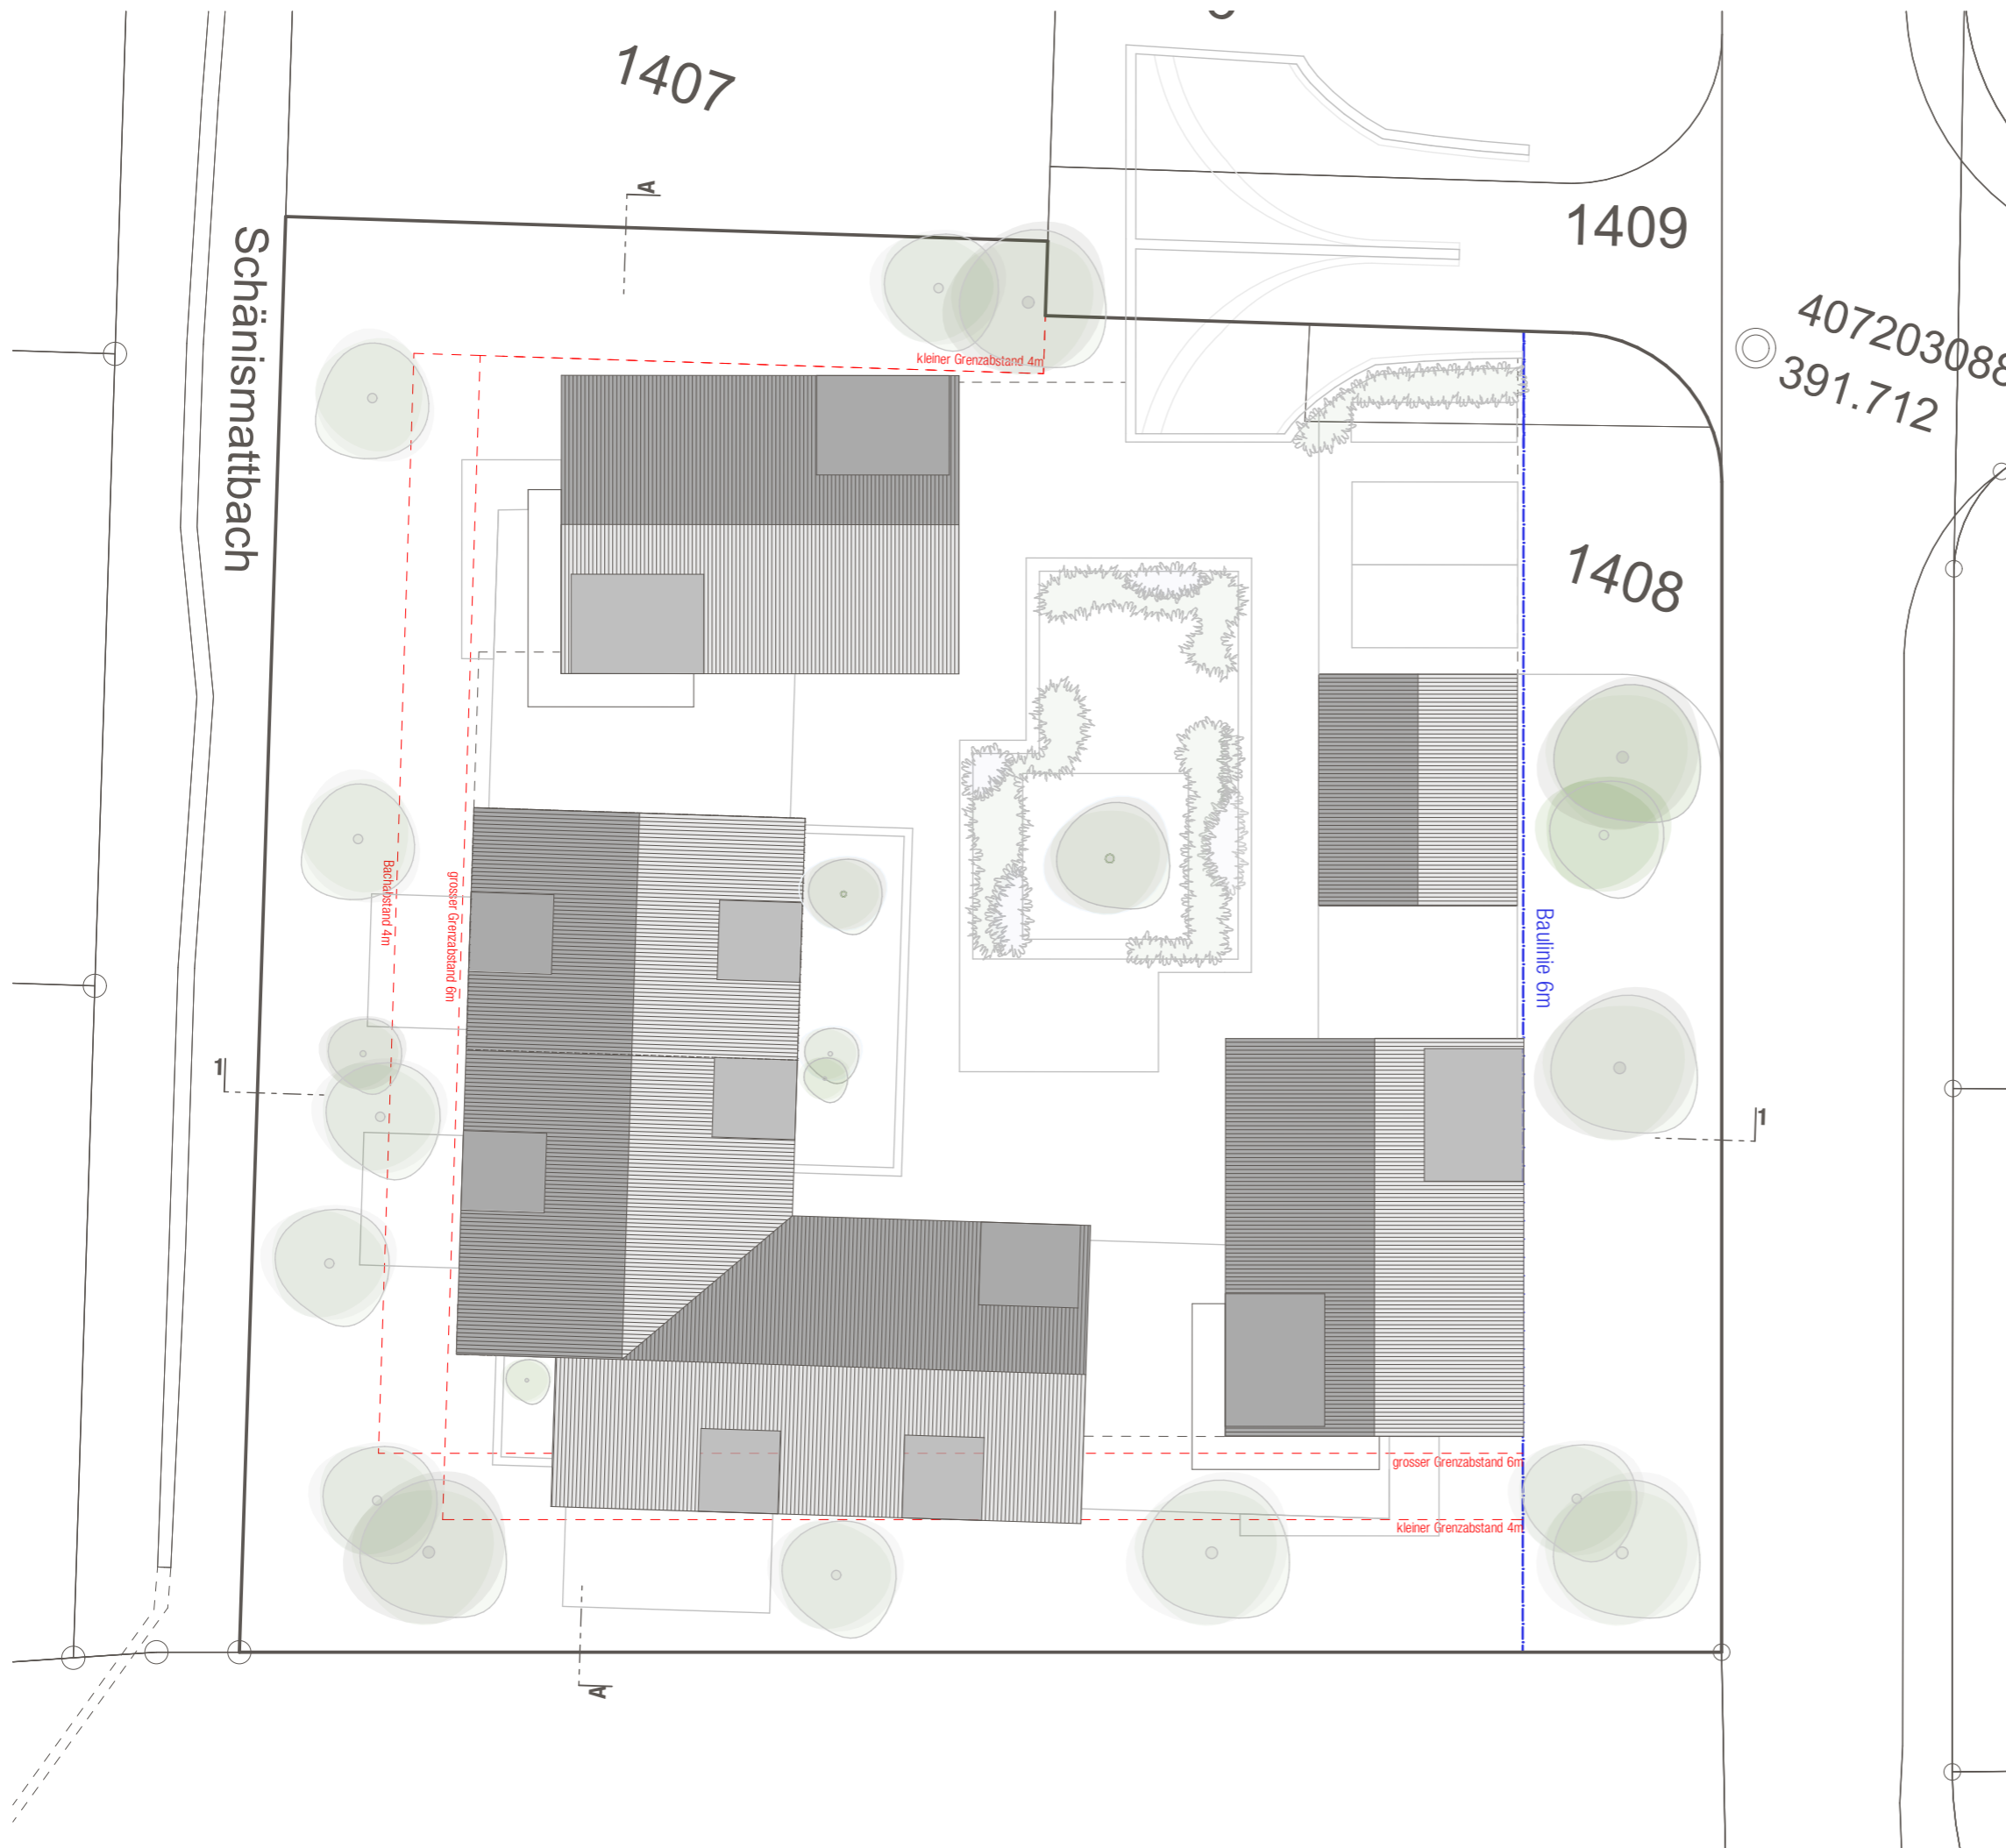 1407
1409
407203088
391.712
1408
Schänismattbach
A
kleiner Grenzabstand 4m
Bachabstand 4m
grosser Grenzabstand 6m
Baulinie 6m
1
1
grosser Grenzabstand 6m
kleiner Grenzabstand 4m
A